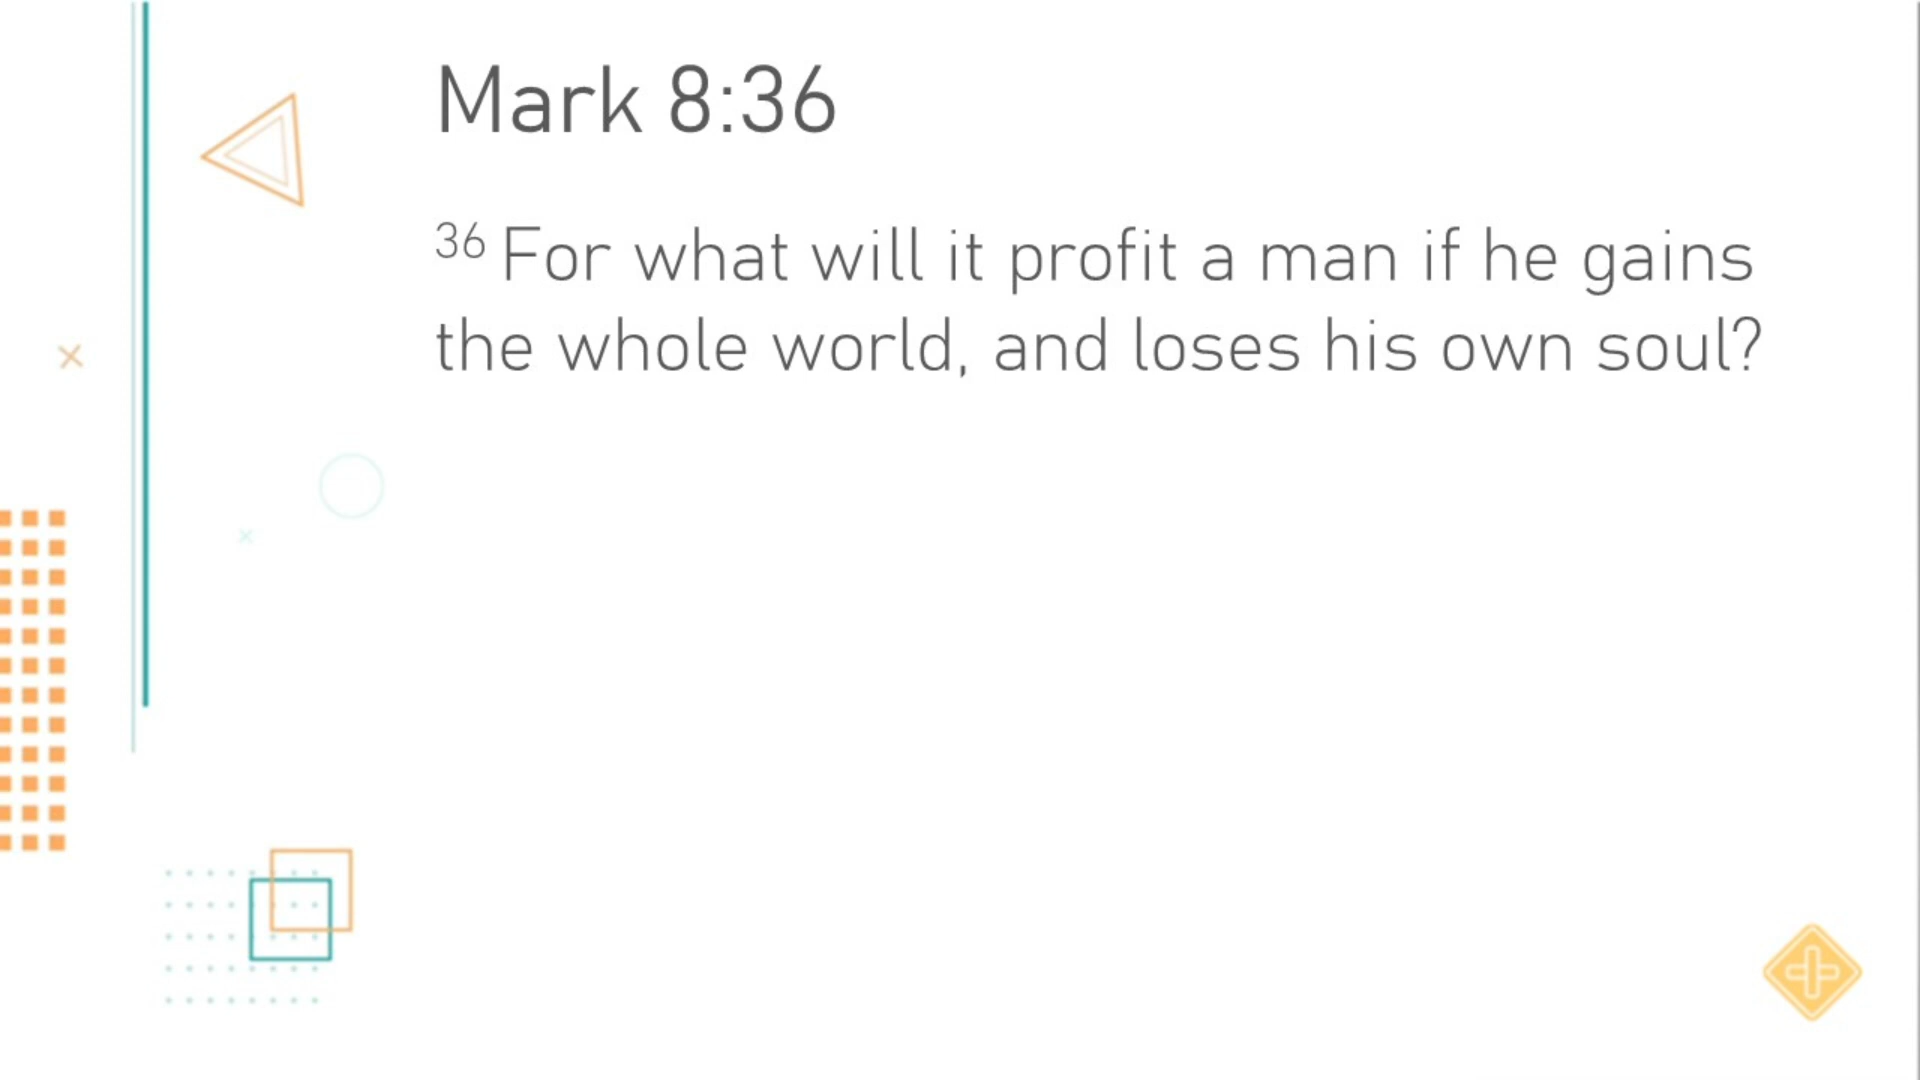 Mark 8:36
36 For what will it profit a man if he gains
the whole world, and loses his own soul?